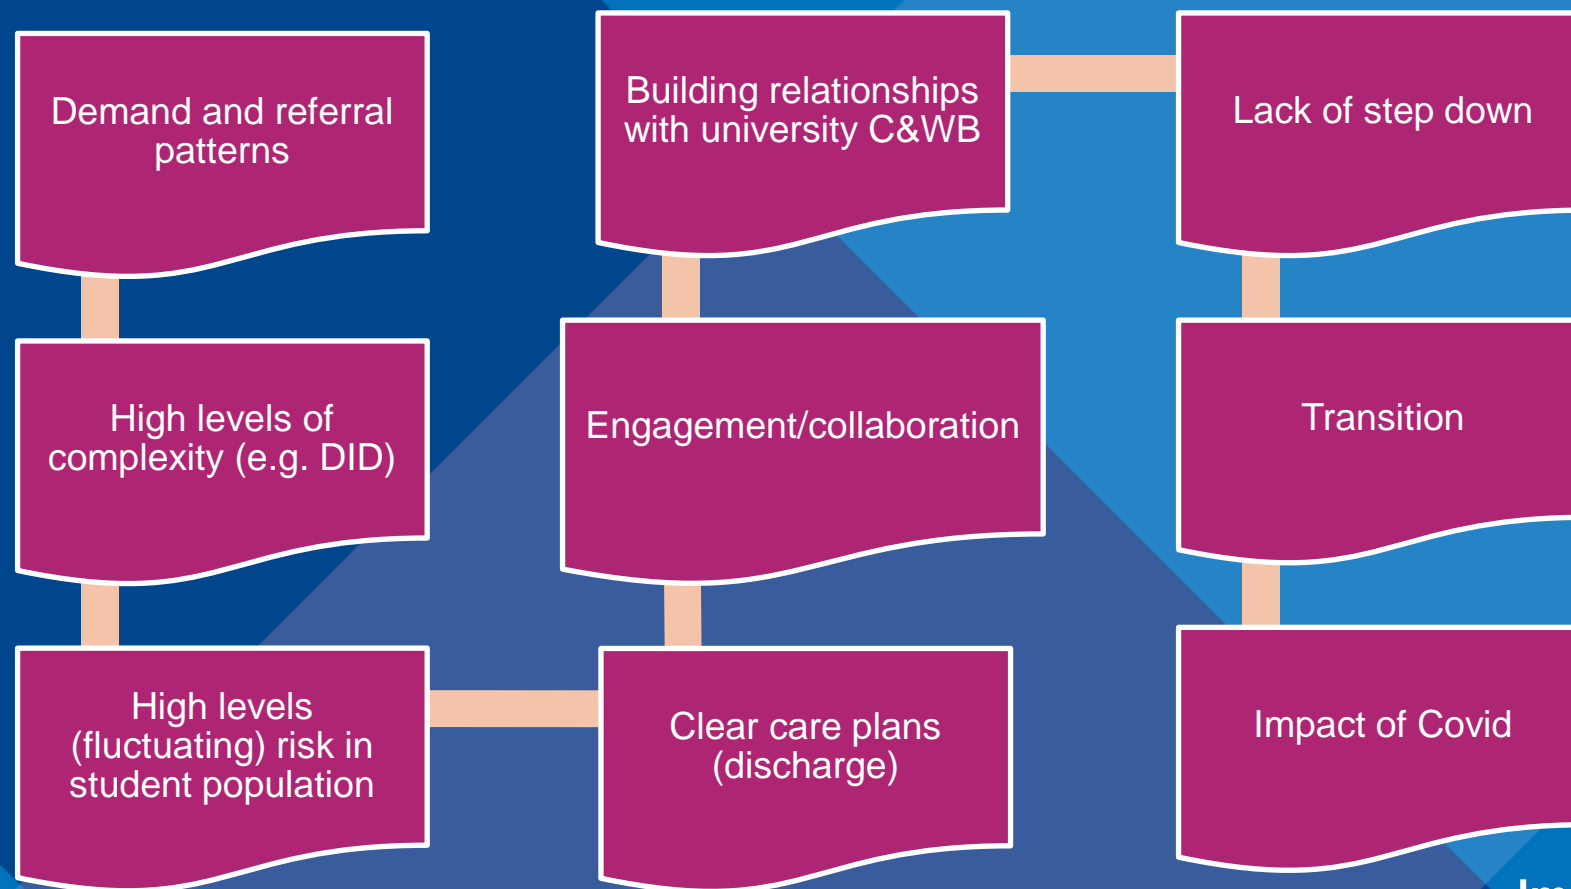 Demand and referral
patterns
High levels of
complexity (e.g. DID)
High levels
(fluctuating) risk in
student population
Clear care plans
(discharge)
Engagement/collaboration
Building relationships
with university C&WB
Lack of step down
Transition
Impact of Covid